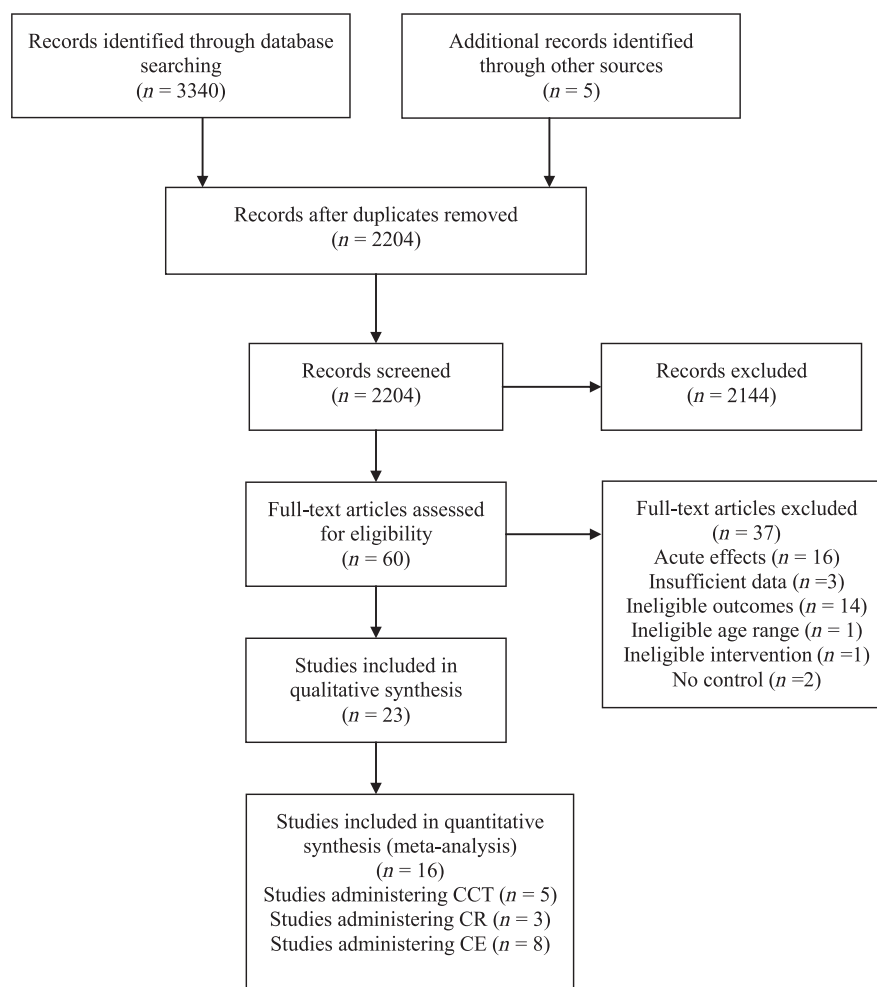 Records identified through database
searching
(n = 3340)
Additional records identified
through other sources
(n = 5)
Records after duplicates removed
(n = 2204)
Records screened
(n = 2204)
Records excluded
(n = 2144)
Full-text articles assessed
for eligibility
(n = 60)
Full-text articles excluded
(n = 37)
Acute effects (n = 16)
Insufficient data (n =3)
Ineligible outcomes (n = 14)
Ineligible age range (n = 1)
Ineligible intervention (n =1)
No control (n =2)
Studies included in
qualitative synthesis
(n = 23)
Studies included in quantitative
synthesis (meta-analysis)
(n = 16)
Studies administering CCT (n = 5)
Studies administering CR (n = 3)
Studies administering CE (n = 8)